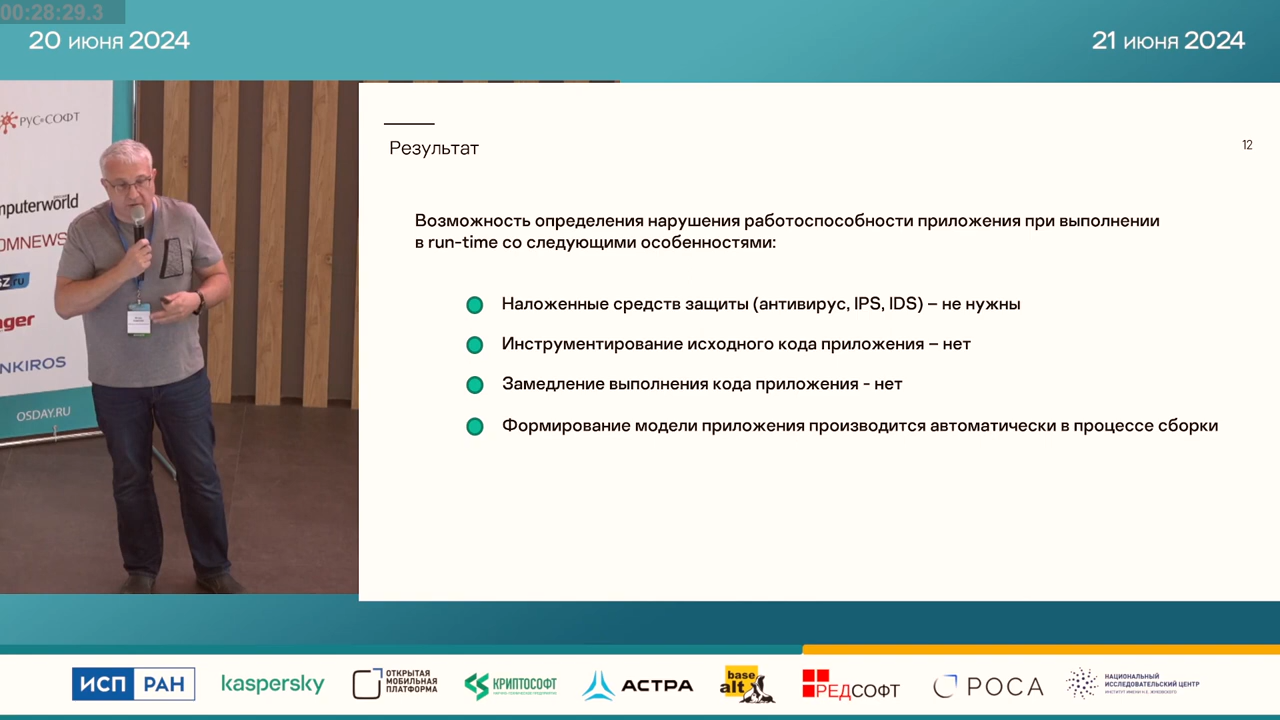 00:28:29.3
20 июня 2024
21 июня 2024
РУС•СОФТ
mputerworld
OMNEWS
SZ.ru
ger
NKIROS
OSDAY.RU
Результат
12
Возможность определения нарушения работоспособности приложения при выполнении
в run-time со следующими особенностями:
Наложенные средств защиты (антивирус, IPS, IDS) – не нужны
Инструментирование исходного кода приложения – нет
Замедление выполнения кода приложения - нет
Формирование модели приложения производится автоматически в процессе сборки
ИСП РАН
kaspersky
ОТКРЫТАЯ
МОБИЛЬНАЯ
ПЛАТФОРМА
КРИПТОСОФТ
АСТРА
base
alt
РЕДСОФТ
РОСА
НАЦИОНАЛЬНЫЙ
ИССЛЕДОВАТЕЛЬСКИЙ ЦЕНТР